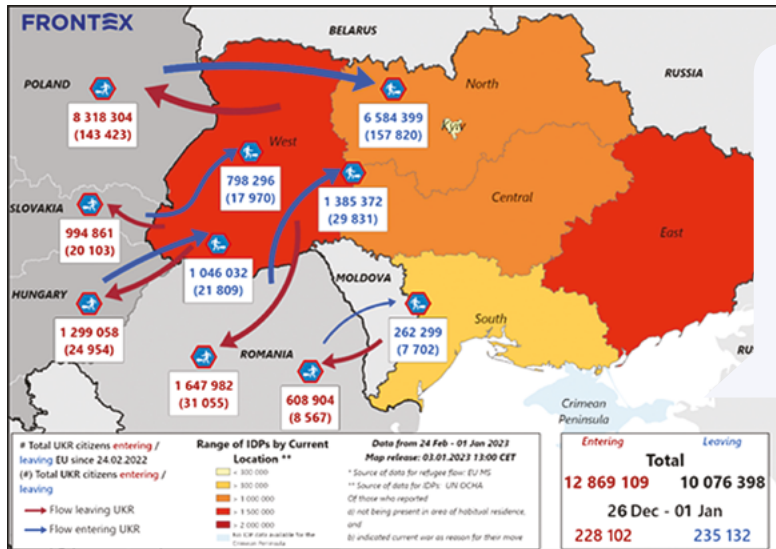 FRONTEX
BELARUS
RUSSIA
POLAND
North
8 318 304
(143 423)
6 584 399
(157 820)
Kyiv
West
798 296
(17 970)
1 385 372
(29 831)
Central
SLOVAKIA
994 861
(20 103)
East
1 046 032
(21 809)
MOLDOVA
HUNGARY
1 299 058
(24 954)
262 299
(7 702)
South
RU
ROMANIA
1 647 982
(31 055)
608 904
(8 567)
Crimean
Peninsula
# Total UKR citizens entering /
leaving EU since 24.02.2022
(#) Total UKR citizens entering /
leaving
Flow leaving UKR
Flow entering UKR
Range of IDPs by Current
Location **
< 300 000
> 300 000
> 1 000 000
> 1 500 000
> 2 000 000
No IDP data available for the
Crimean Peninsula
Data from 24 Feb - 01 Jan 2023
Map release: 03.01.2023 13:00 CET
* Source of data for refugee flow: EU MS
** Source of data for IDPs: UN OCHA
Of those who reported
a) not being present in area of habitual residence,
and
b) indicated current war as reason for their move
Entering Leaving
Total
12 869 109 10 076 398
26 Dec - 01 Jan
228 102 235 132